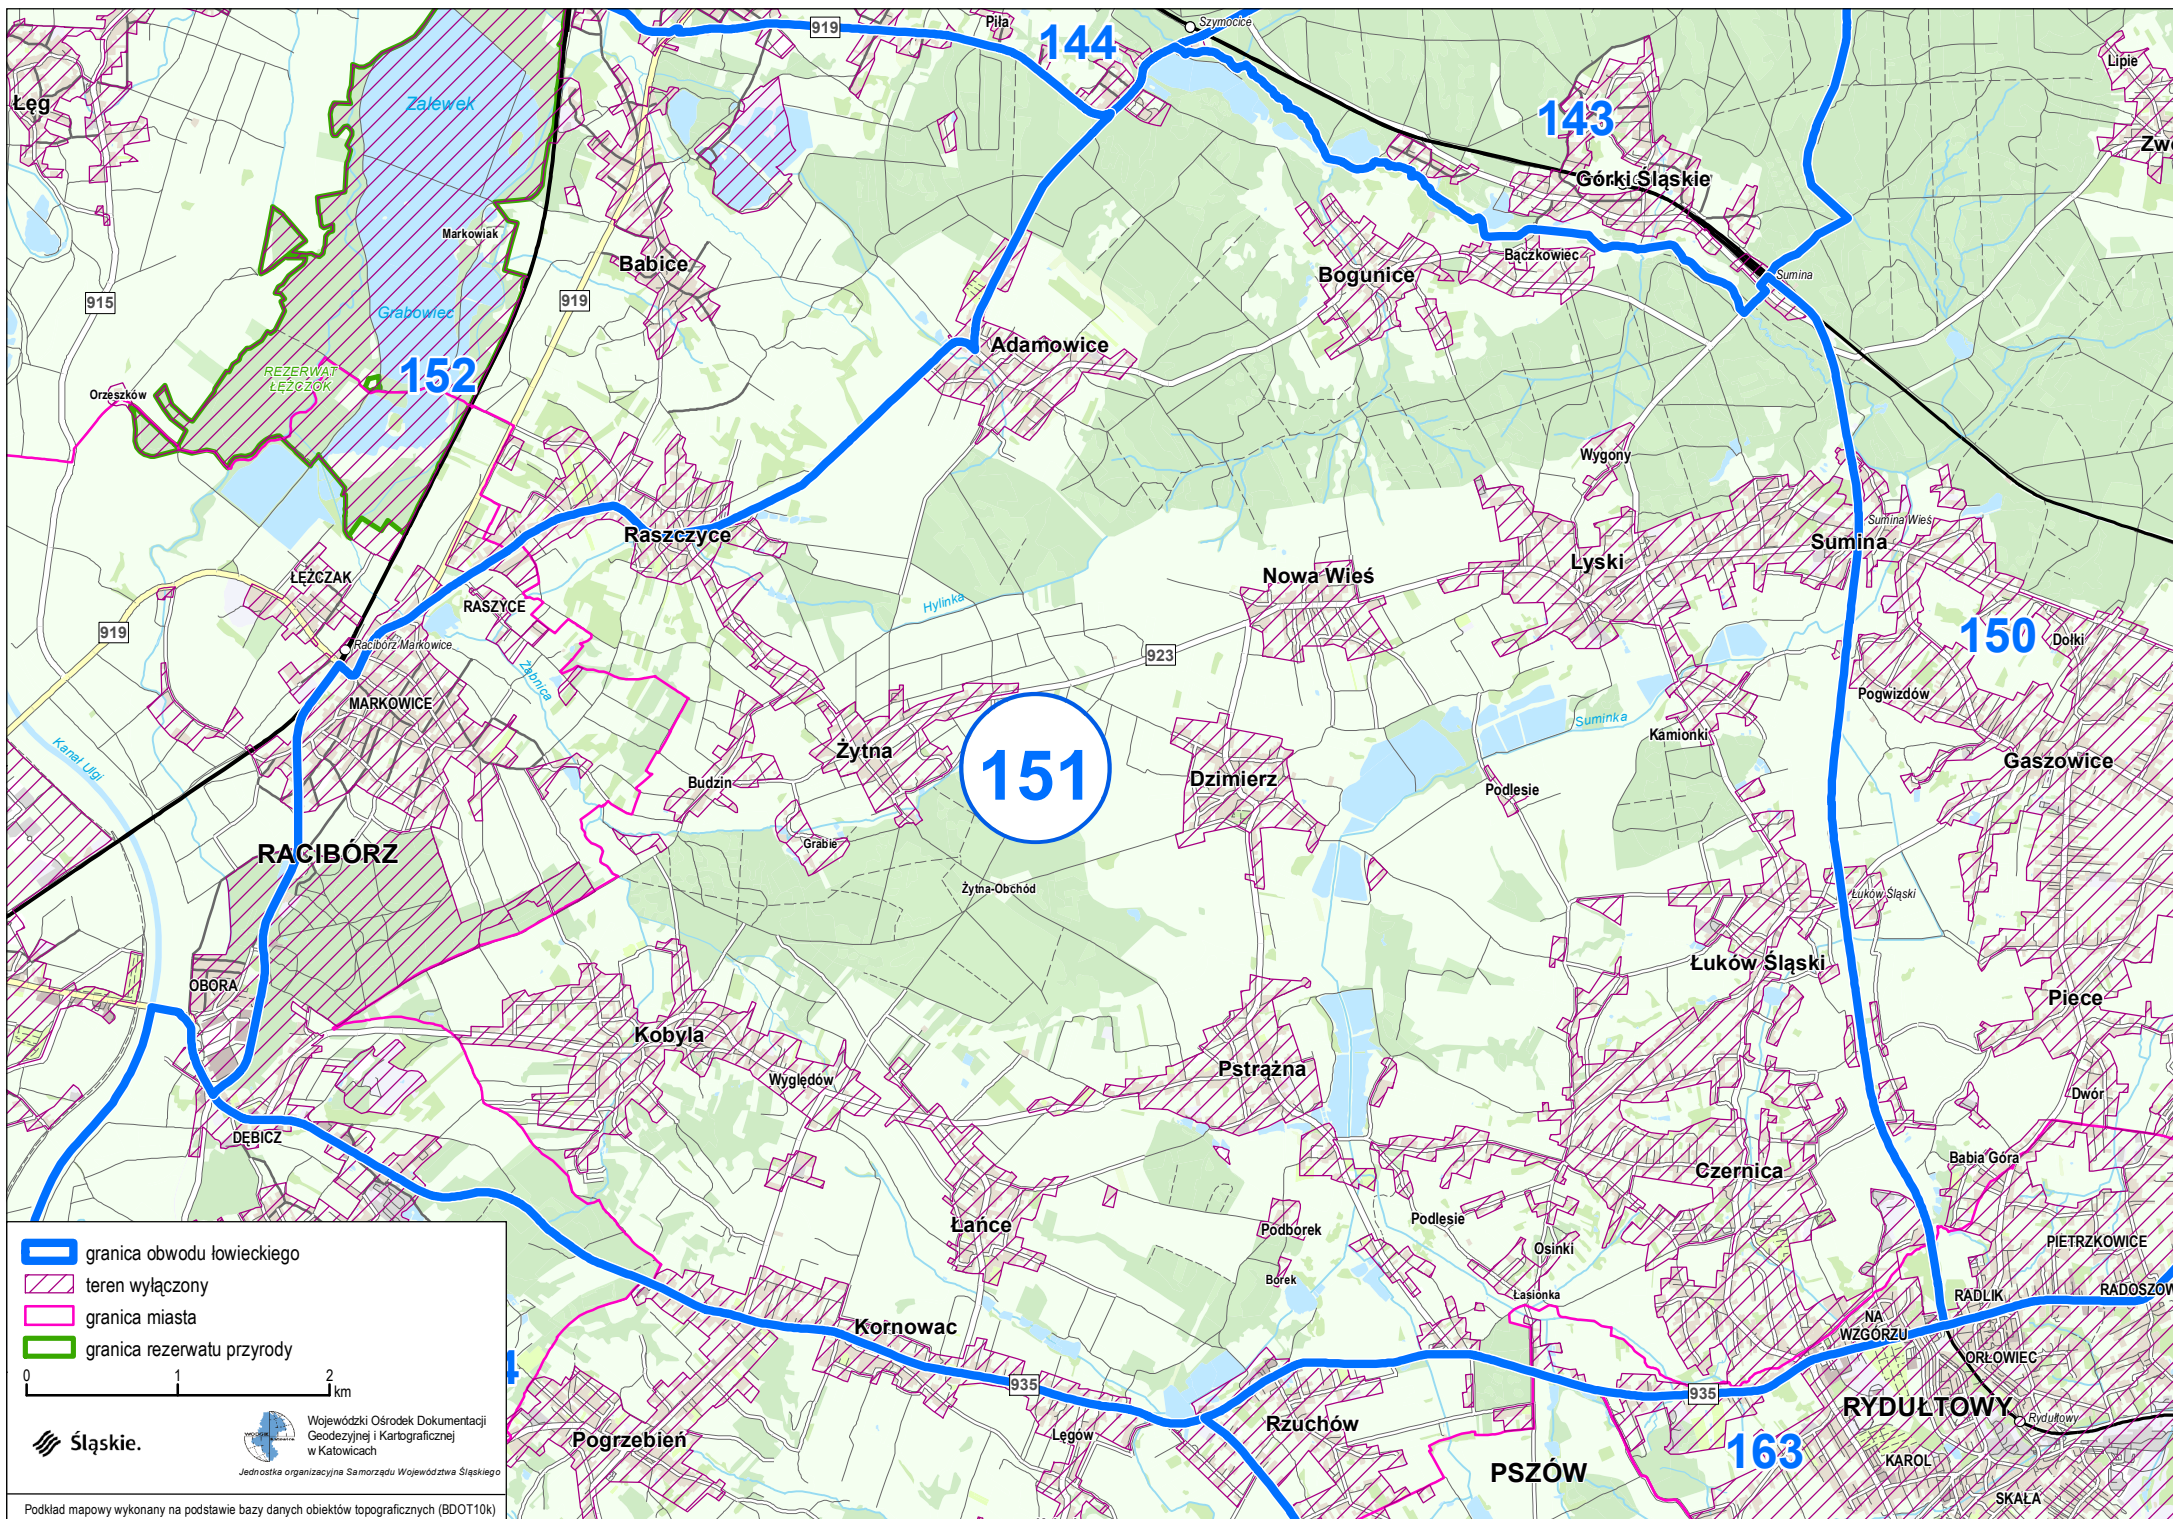 Łęg
Zalewek
919
Piła
144
Szymocice
Lipie
143
Górki Śląskie
Markowiak
Babice
Bogunice
Bączkowiec
Sumina
915
919
Grabowiec
REZERWAT
ŁĘŻCZOK
152
Adamowice
Orzeszków
Wygony
Raszczyce
Sumina Wieś
Sumina
Lyski
Nowa Wieś
ŁĘŻCZAK
RASZYCE
Hylinka
919
Racibórz Markowice
923
150
Dołki
Żabnica
MARKOWICE
Pogwizdów
Suminka
Kamionki
Kanał Ulgi
Żytna
151
Budzin
Dzimierz
Podlesie
Gaszowice
RACIBÓRZ
Grabie
Żytna-Obchód
Łuków Śląski
Łuków Śląski
OBORA
Piece
Kobyla
Wyględów
Pstrążna
Dwór
DĘBICZ
Babia Góra
Czernica
Łańce
Podborek
Podlesie
Osinki
PIETRZKOWICE
Borek
Łasionka
RADLIK
NA
WZGÓRZU
Kornowac
ORŁOWIEC
935
935
RYDUŁTOWY
Rydułtowy
Pogrzebień
Lęgów
Rzuchów
163
PSZÓW
KAROL
SKAŁA
granica obwodu łowieckiego
teren wyłączony
granica miasta
granica rezerwatu przyrody
0 1 2
km
Śląskie.
Wojewódzki Ośrodek Dokumentacji
Geodezyjnej i Kartograficznej
w Katowicach
Jednostka organizacyjna Samorządu Województwa Śląskiego
Podkład mapowy wykonany na podstawie bazy danych obiektów topograficznych (BDOT10k)